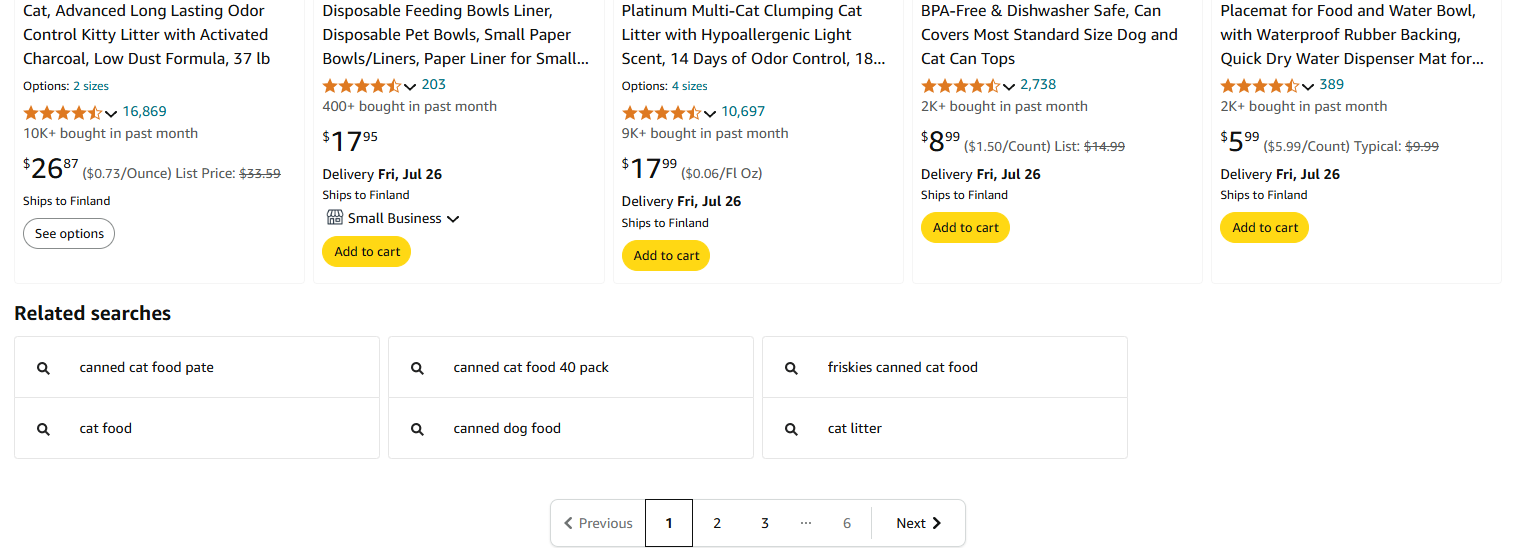 Cat, Advanced Long Lasting Odor
Control Kitty Litter with Activated
Charcoal, Low Dust Formula, 37 lb
Options: 2 sizes
16,869
10K+ bought in past month
$26.87 ($0.73/Ounce) List Price: $33.59
Ships to Finland
See options
Disposable Feeding Bowls Liner,
Disposable Pet Bowls, Small Paper
Bowls/Liners, Paper Liner for Small...
203
400+ bought in past month
$17.95
Delivery Fri, Jul 26
Ships to Finland
Small Business
Add to cart
Platinum Multi-Cat Clumping Cat
Litter with Hypoallergenic Light
Scent, 14 Days of Odor Control, 18...
Options: 4 sizes
10,697
9K+ bought in past month
$17.99 ($0.06/Fl Oz)
Delivery Fri, Jul 26
Ships to Finland
Add to cart
BPA-Free & Dishwasher Safe, Can
Covers Most Standard Size Dog and
Cat Can Tops
2,738
2K+ bought in past month
$8.99 ($1.50/Count) List: $14.99
Delivery Fri, Jul 26
Ships to Finland
Add to cart
Placemat for Food and Water Bowl,
with Waterproof Rubber Backing,
Quick Dry Water Dispenser Mat for...
389
2K+ bought in past month
$5.99 ($5.99/Count) Typical: $9.99
Delivery Fri, Jul 26
Ships to Finland
Add to cart
Related searches
canned cat food pate
canned cat food 40 pack
friskies canned cat food
cat food
canned dog food
cat litter
Previous 1 2 3 ... 6 Next